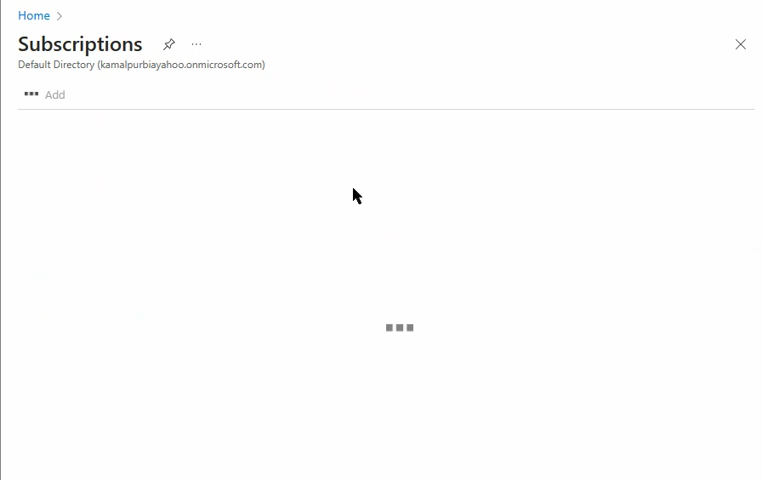 Home
Subscriptions
Default Directory (kamalpurbiayahoo.onmicrosoft.com)
Add